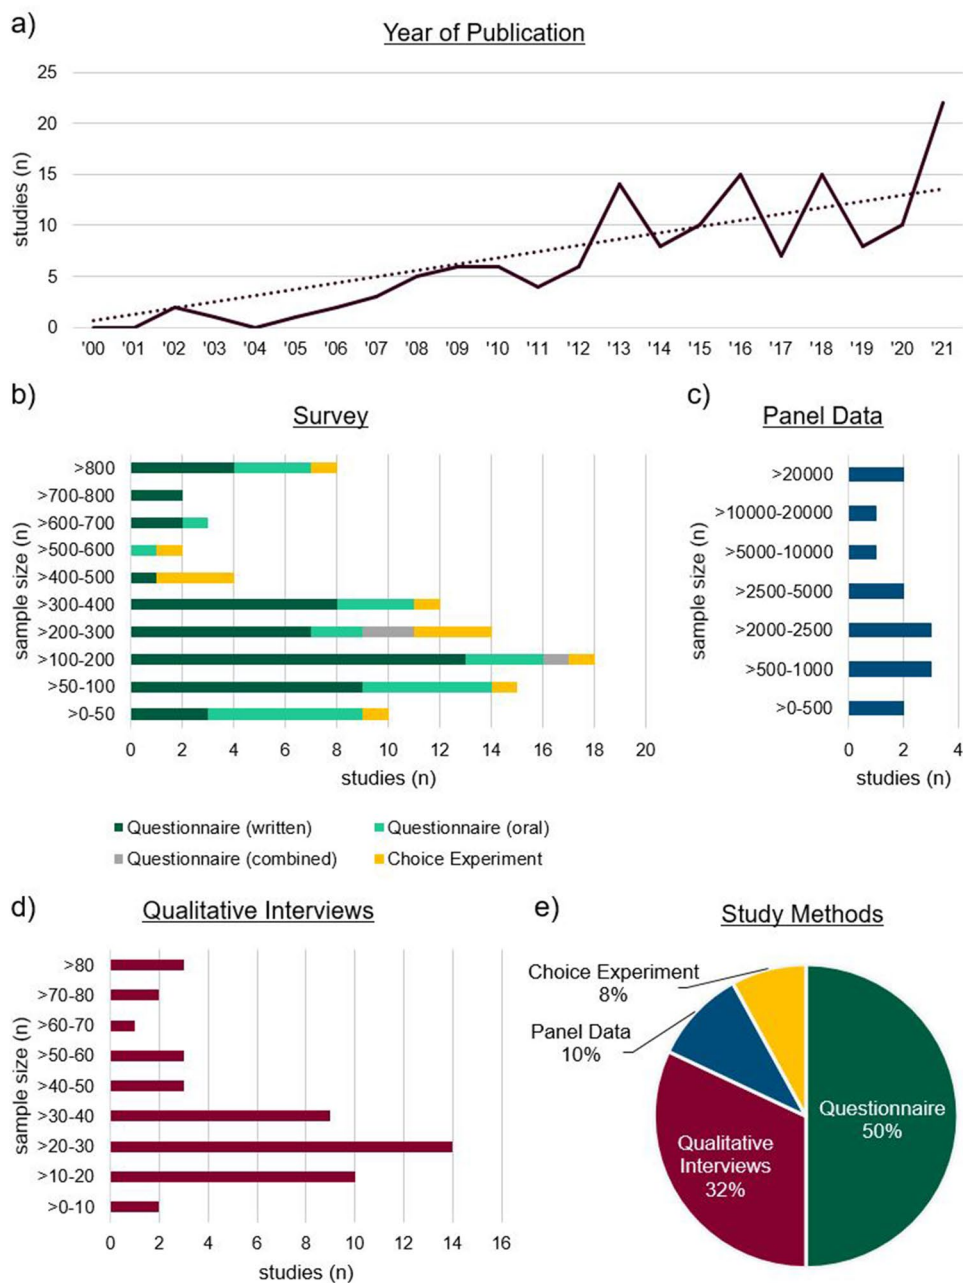 a)
Year of Publication
studies (n)
25
20
15
10
5
0
'00 '01 '02 '03 '04 '05 '06 '07 '08 '09 '10 '11 '12 '13 '14 '15 '16 '17 '18 '19 '20 '21
b)
Survey
sample size (n)
>800
>700-800
>600-700
>500-600
>400-500
>300-400
>200-300
>100-200
>50-100
>0-50
0 2 4 6 8 10 12 14 16 18 20
studies (n)
Questionnaire (written)
Questionnaire (oral)
Questionnaire (combined)
Choice Experiment
c)
Panel Data
sample size (n)
>20000
>10000-20000
>5000-10000
>2500-5000
>2000-2500
>500-1000
>0-500
0 2 4
studies (n)
d)
Qualitative Interviews
sample size (n)
>80
>70-80
>60-70
>50-60
>40-50
>30-40
>20-30
>10-20
>0-10
0 2 4 6 8 10 12 14 16
studies (n)
e)
Study Methods
Choice Experiment
8%
Panel Data
10%
Questionnaire
50%
Qualitative
Interviews
32%